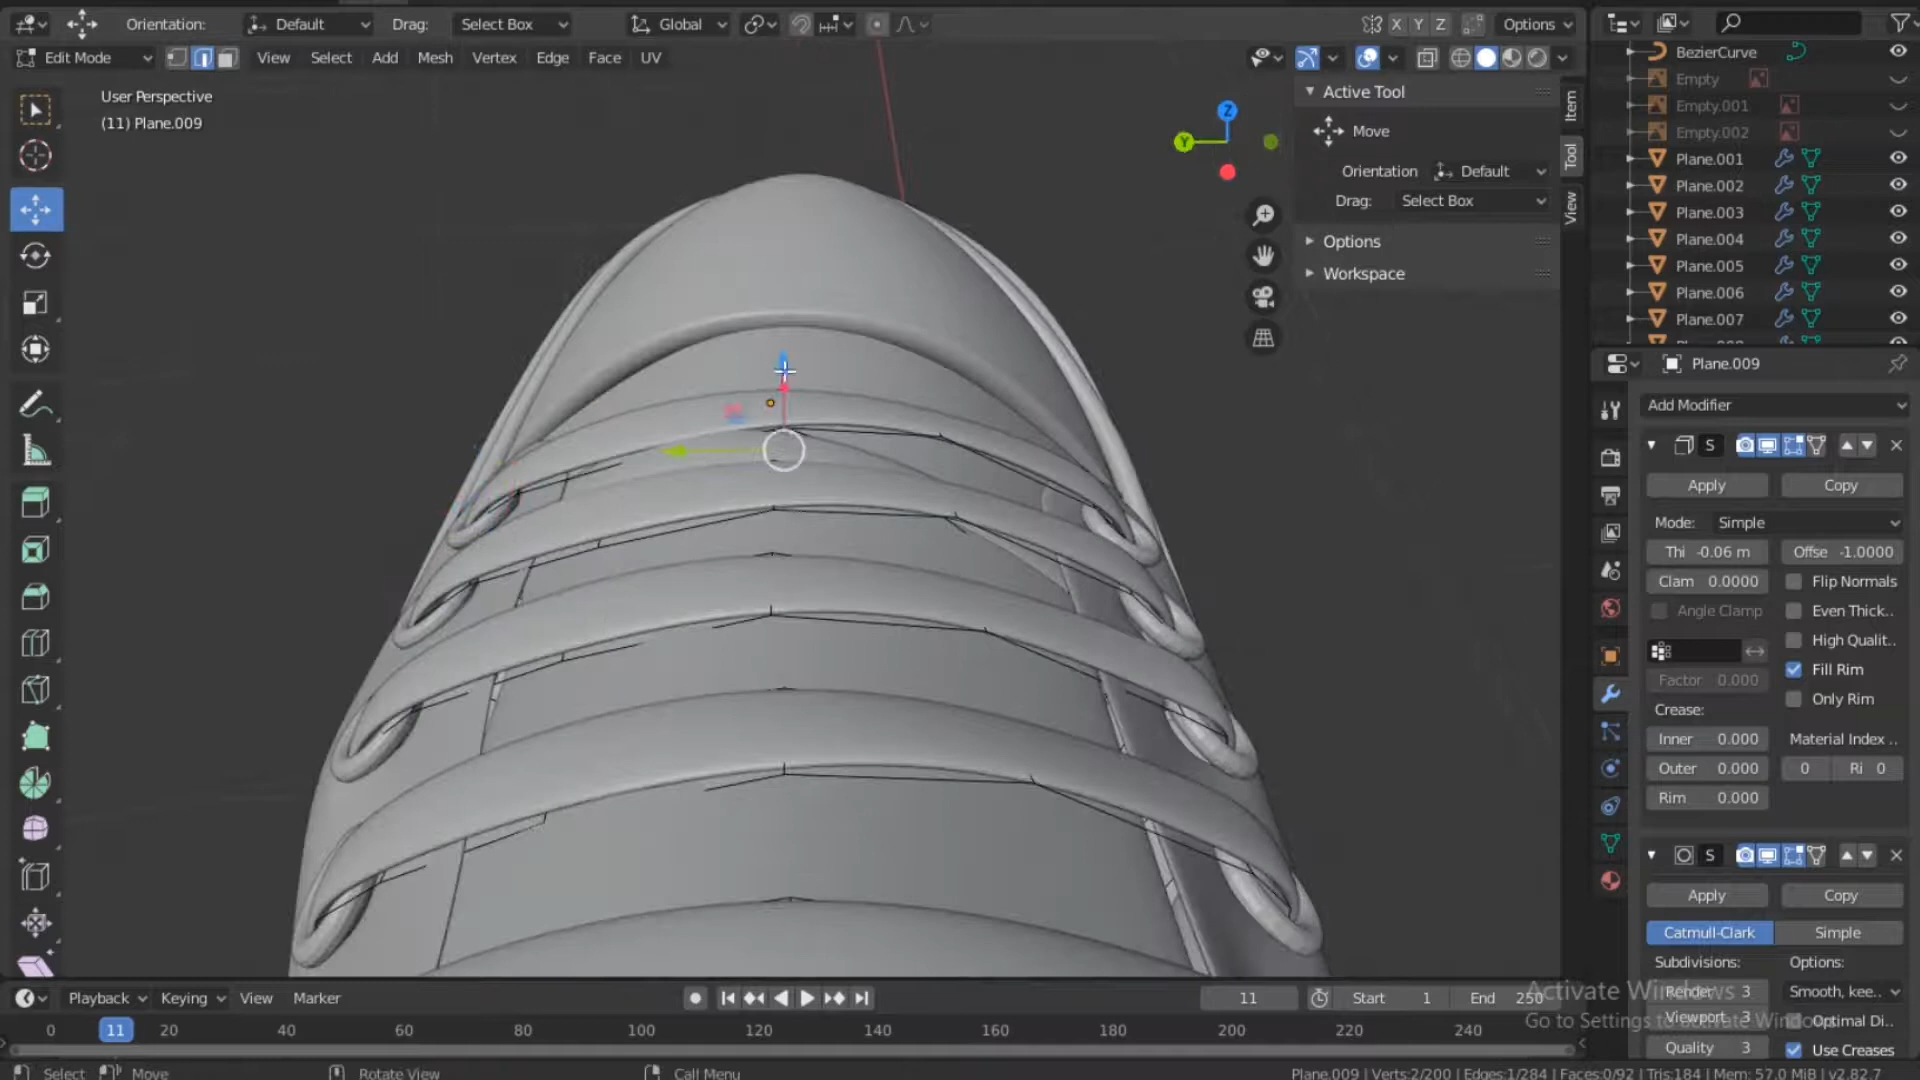 Orientation: Default Drag: Select Box Global X Y Z Options
Edit Mode View Select Add Mesh Vertex Edge Face UV
User Perspective
(11) Plane.009
Z
Y
Active Tool
Move
Orientation Default
Drag: Select Box
Options
Workspace
Item
Tool
View
BezierCurve
Empty
Empty.001
Empty.002
Plane.001
Plane.002
Plane.003
Plane.004
Plane.005
Plane.006
Plane.007
Plane.009
Add Modifier
S
Apply Copy
Mode: Simple
Thi -0.06 m Offse -1.0000
Clam 0.0000 Flip Normals
Angle Clamp Even Thick..
High Qualit..
Factor 0.000 Fill Rim
Crease: Only Rim
Inner 0.000 Material Index ..
Outer 0.000 0 Ri 0
Rim 0.000
S
Apply Copy
Catmull-Clark Simple
Subdivisions: Options:
Render 3 Smooth, kee..
Viewport 3 Optimal Di..
Quality 3 Use Creases
Activate Windows
Go to Settings to activate Windows.
Playback Keying View Marker 11 Start 1 End 250
0 11 20 40 60 80 100 120 140 160 180 200 220 240
Select Move Rotate View Call Menu Plane.009 | Verts:2/200 | Edges:1/284 | Faces:0/92 | Tris:184 | Mem: 57.0 MiB | v2.82.7